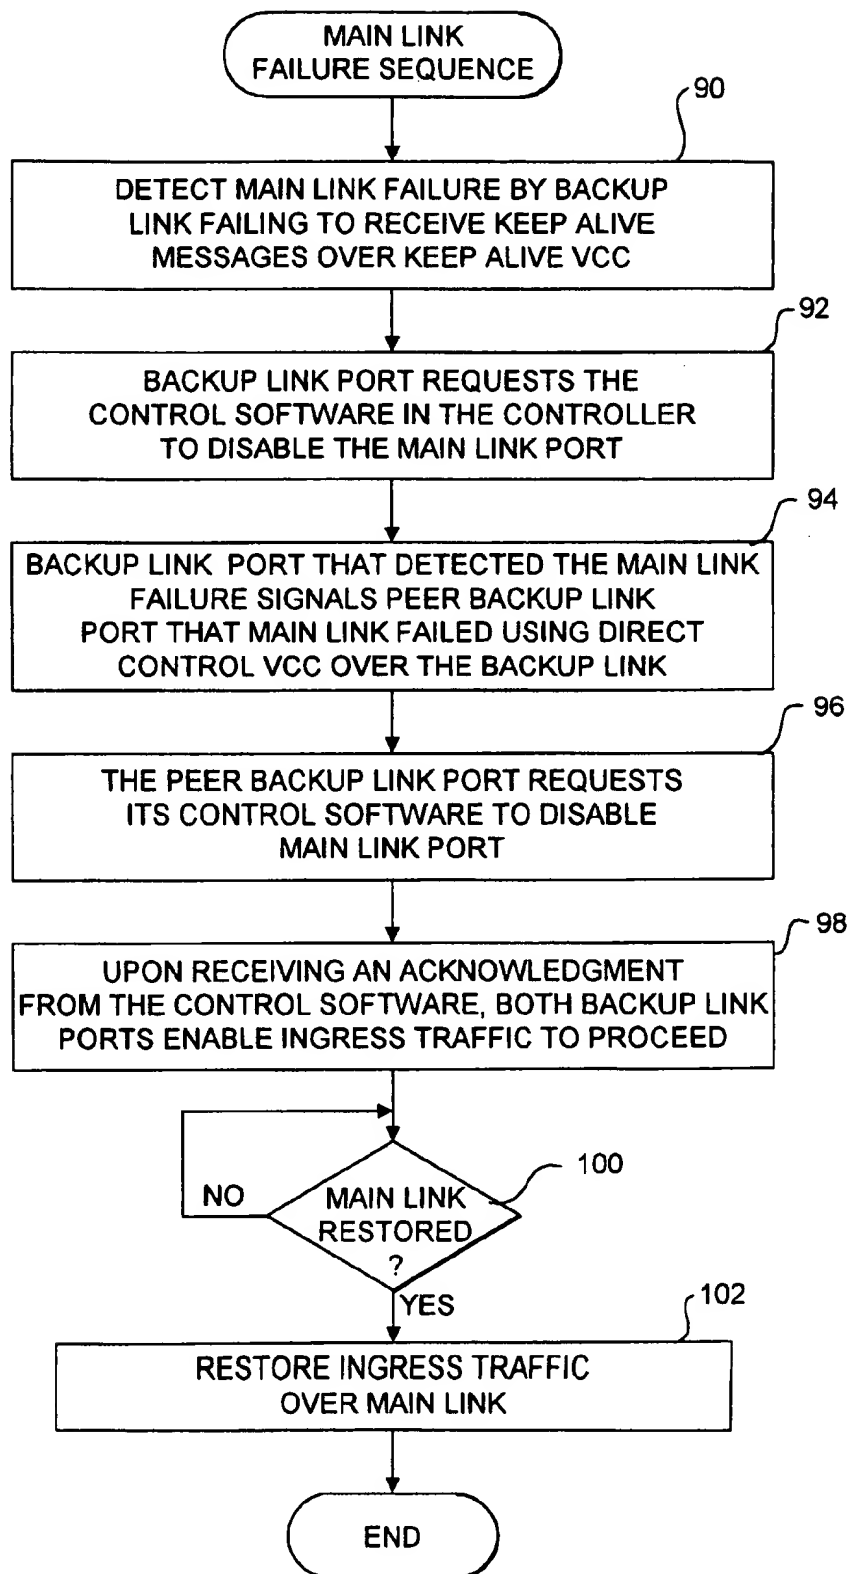 MAIN LINK
FAILURE SEQUENCE
90
DETECT MAIN LINK FAILURE BY BACKUP
LINK FAILING TO RECEIVE KEEP ALIVE
MESSAGES OVER KEEP ALIVE VCC
92
BACKUP LINK PORT REQUESTS THE
CONTROL SOFTWARE IN THE CONTROLLER
TO DISABLE THE MAIN LINK PORT
94
BACKUP LINK PORT THAT DETECTED THE MAIN LINK
FAILURE SIGNALS PEER BACKUP LINK
PORT THAT MAIN LINK FAILED USING DIRECT
CONTROL VCC OVER THE BACKUP LINK
96
THE PEER BACKUP LINK PORT REQUESTS
ITS CONTROL SOFTWARE TO DISABLE
MAIN LINK PORT
98
UPON RECEIVING AN ACKNOWLEDGMENT
FROM THE CONTROL SOFTWARE, BOTH BACKUP LINK
PORTS ENABLE INGRESS TRAFFIC TO PROCEED
100
NO
MAIN LINK
RESTORED
?
YES
102
RESTORE INGRESS TRAFFIC
OVER MAIN LINK
END